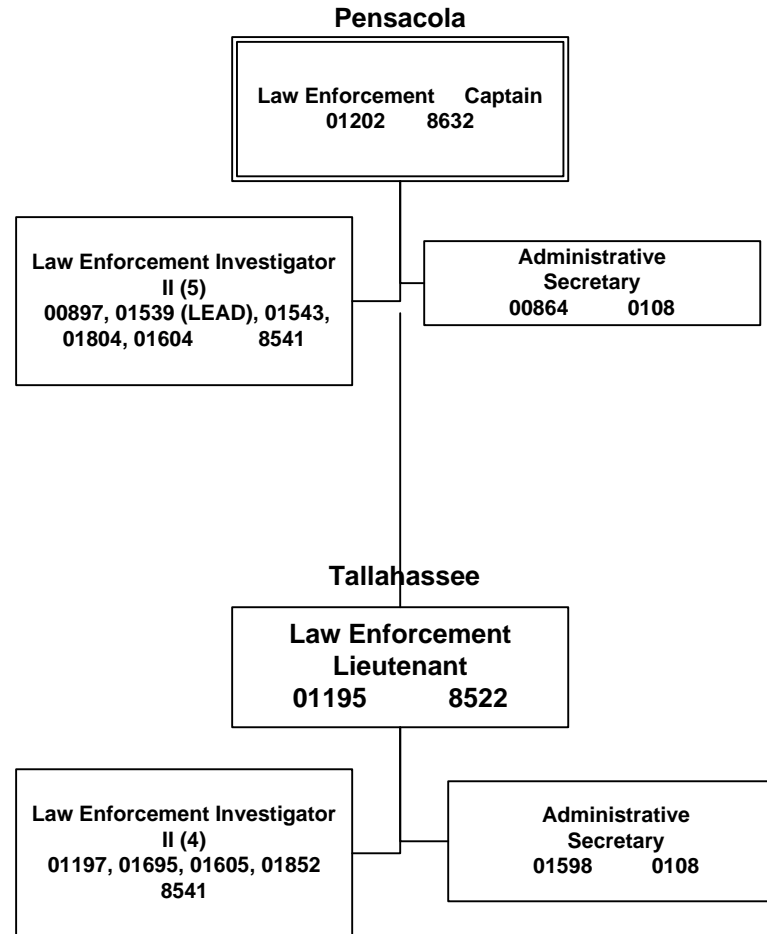 Pensacola
Law Enforcement Captain
01202 8632
Law Enforcement Investigator
II (5)
00897, 01539 (LEAD), 01543,
01804, 01604 8541
Administrative
Secretary
00864 0108
Tallahassee
Law Enforcement
Lieutenant
01195 8522
Law Enforcement Investigator
II (4)
01197, 01695, 01605, 01852
8541
Administrative
Secretary
01598 0108